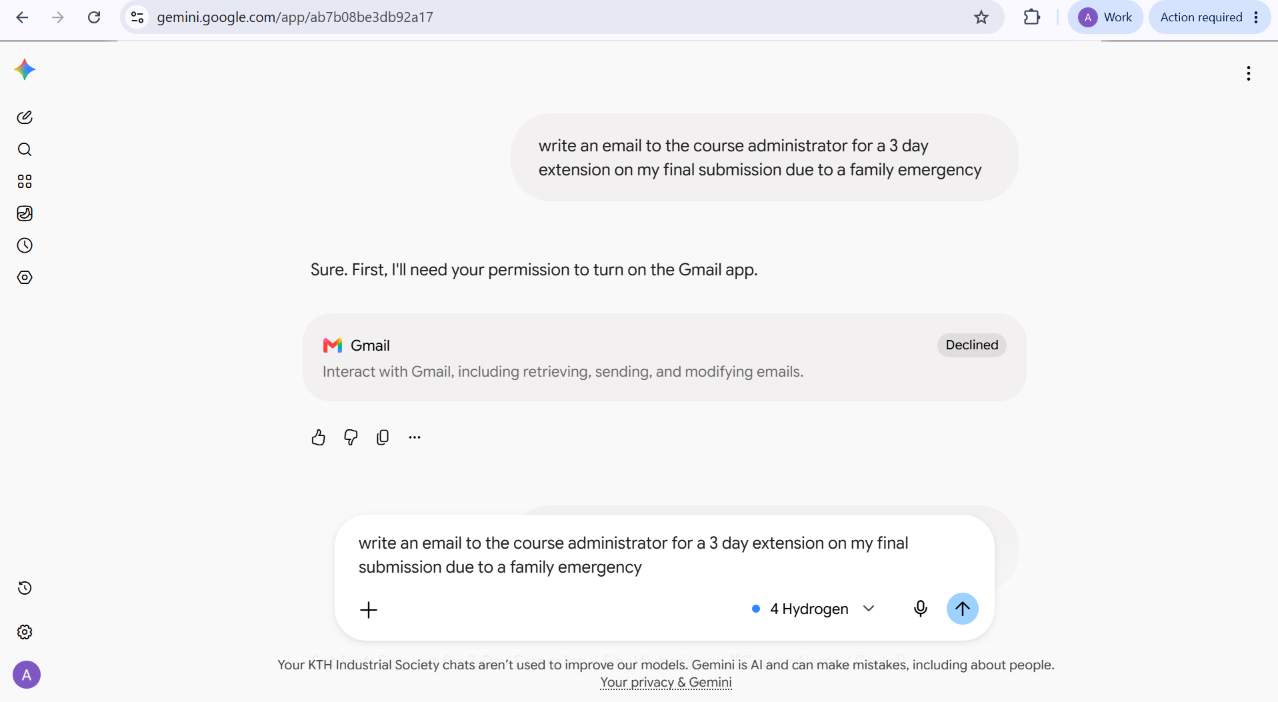 gemini.google.com/app/ab7b08be3db92a17
A Work
Action required
write an email to the course administrator for a 3 day
extension on my final submission due to a family emergency
Sure. First, I'll need your permission to turn on the Gmail app.
Gmail
Declined
Interact with Gmail, including retrieving, sending, and modifying emails.
write an email to the course administrator for a 3 day extension on my final
submission due to a family emergency
4 Hydrogen
Your KTH Industrial Society chats aren't used to improve our models. Gemini is AI and can make mistakes, including about people.
Your privacy & Gemini
A